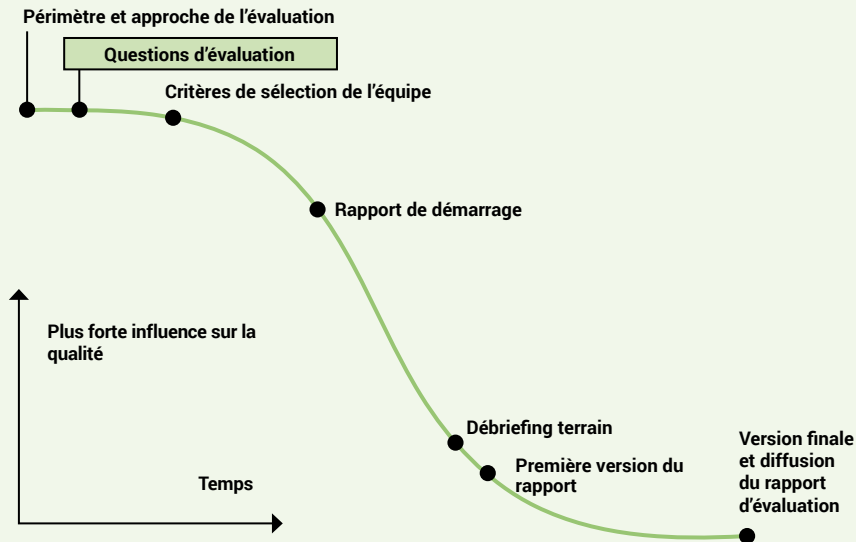 Périmètre et approche de l’évaluation
Questions d’évaluation
Critères de sélection de l’équipe
Rapport de démarrage
Plus forte influence sur la
qualité
Débriefing terrain
Première version du
rapport
Version finale
et diffusion
du rapport
d’évaluation
Temps